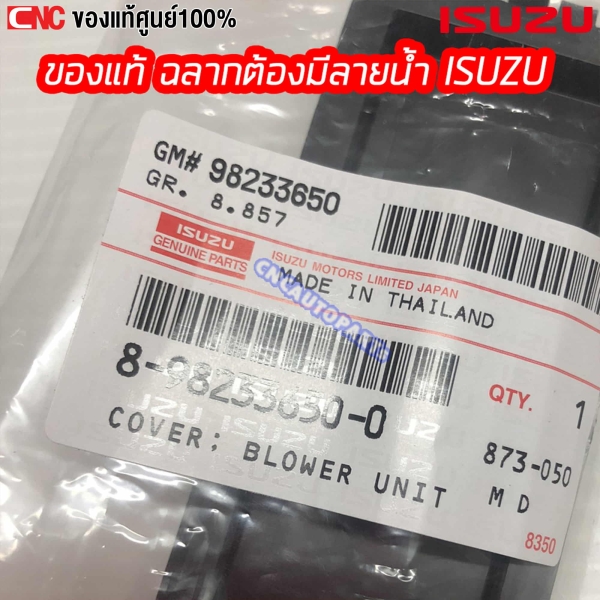 CNC ของแท้ศูนย์100%
ISUZU
ของแท้ ฉลากต้องมีลายน้ำ ISUZU
GM# 98233650
GR. 8.857
ISUZU
GENUINE PARTS
ISUZU MOTORS LIMITED JAPAN
MADE IN THAILAND
CNCAUTOPARTS
8-98233650-0
QTY. 1
COVER; BLOWER UNIT
873-050
M D
8350